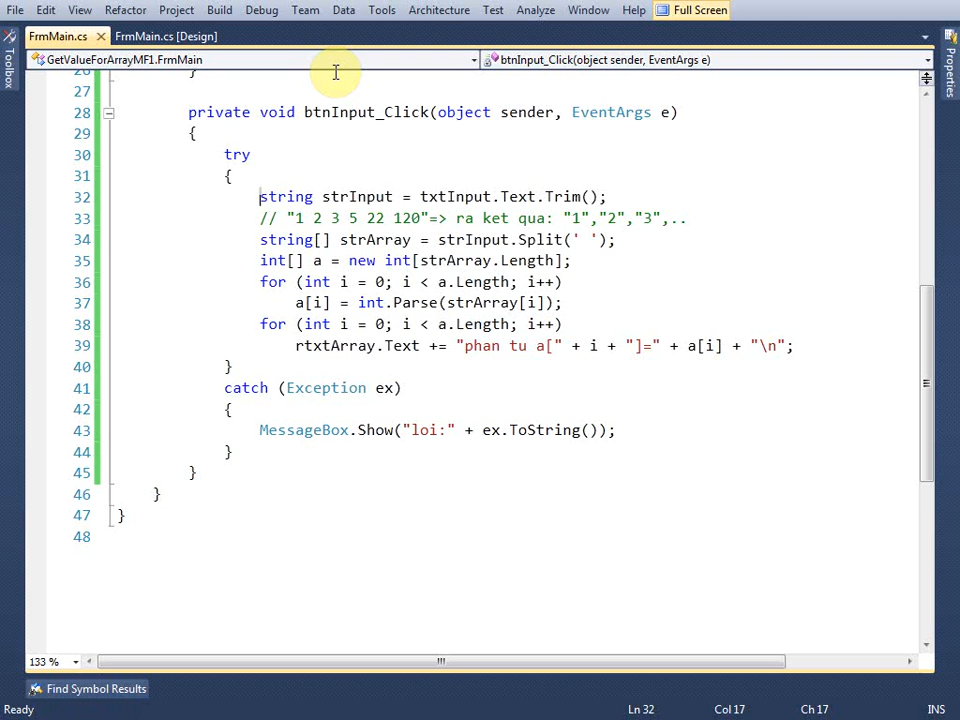 File Edit View Refactor Project Build Debug Team Data Tools Architecture Test Analyze Window Help Full Screen
FrmMain.cs FrmMain.cs [Design]
GetValueForArrayMF1.FrmMain btnInput_Click(object sender, EventArgs e)
Toolbox
Properties
26 }
27
28 private void btnInput_Click(object sender, EventArgs e)
29 {
30 try
31 {
32 string strInput = txtInput.Text.Trim();
33 // "1 2 3 5 22 120"=> ra ket qua: "1","2","3",..
34 string[] strArray = strInput.Split(' ');
35 int[] a = new int[strArray.Length];
36 for (int i = 0; i < a.Length; i++)
37 a[i] = int.Parse(strArray[i]);
38 for (int i = 0; i < a.Length; i++)
39 rtxtArray.Text += "phan tu a[" + i + "]=" + a[i] + "\n";
40 }
41 catch (Exception ex)
42 {
43 MessageBox.Show("loi:" + ex.ToString());
44 }
45 }
46 }
47 }
48
133 %
Find Symbol Results
Ready Ln 32 Col 17 Ch 17 INS